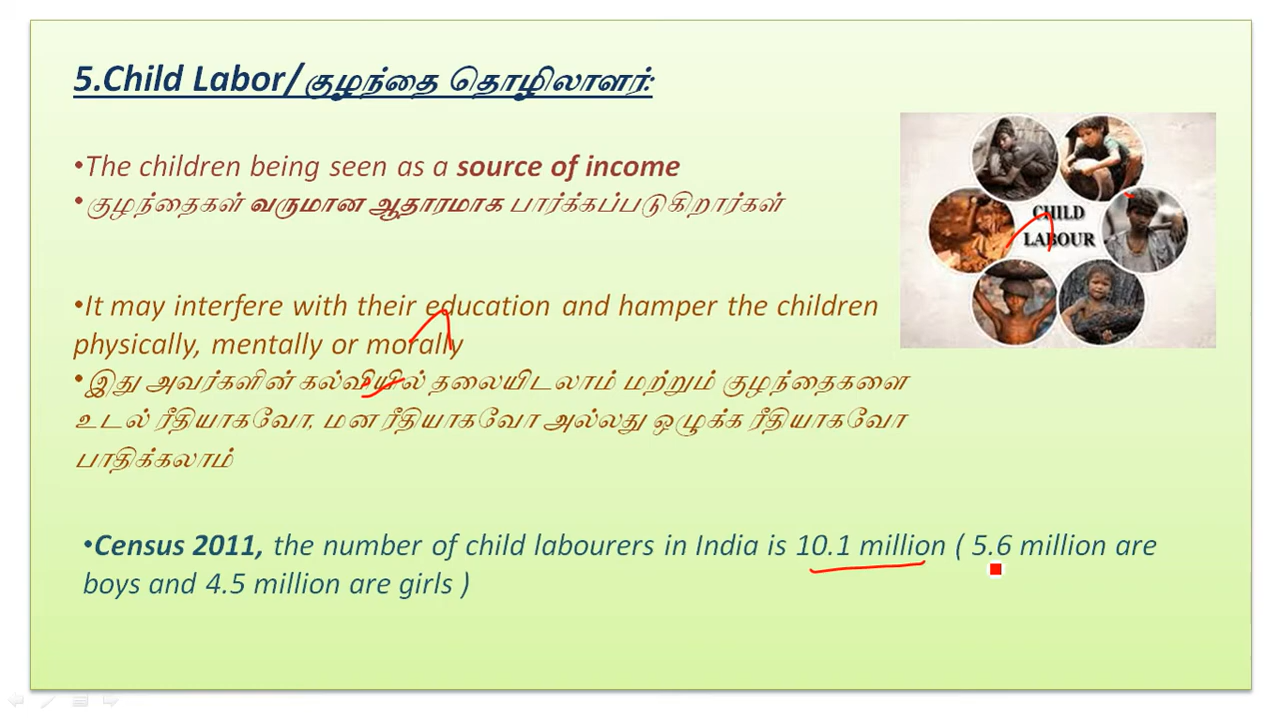 5.Child Labor/குழந்தை தொழிலாளர்:
•The children being seen as a source of income
•குழந்தைகள் வருமான ஆதாரமாக பார்க்கப்படுகிறார்கள்
CHILD
LABOUR
•It may interfere with their education and hamper the children
physically, mentally or morally
•இது அவர்களின் கல்வியில் தலையிடலாம் மற்றும் குழந்தைகளை
உடல் ரீதியாகவோ, மன ரீதியாகவோ அல்லது ஒழுக்க ரீதியாகவோ
பாதிக்கலாம்
•Census 2011, the number of child labourers in India is 10.1 million ( 5.6 million are
boys and 4.5 million are girls )